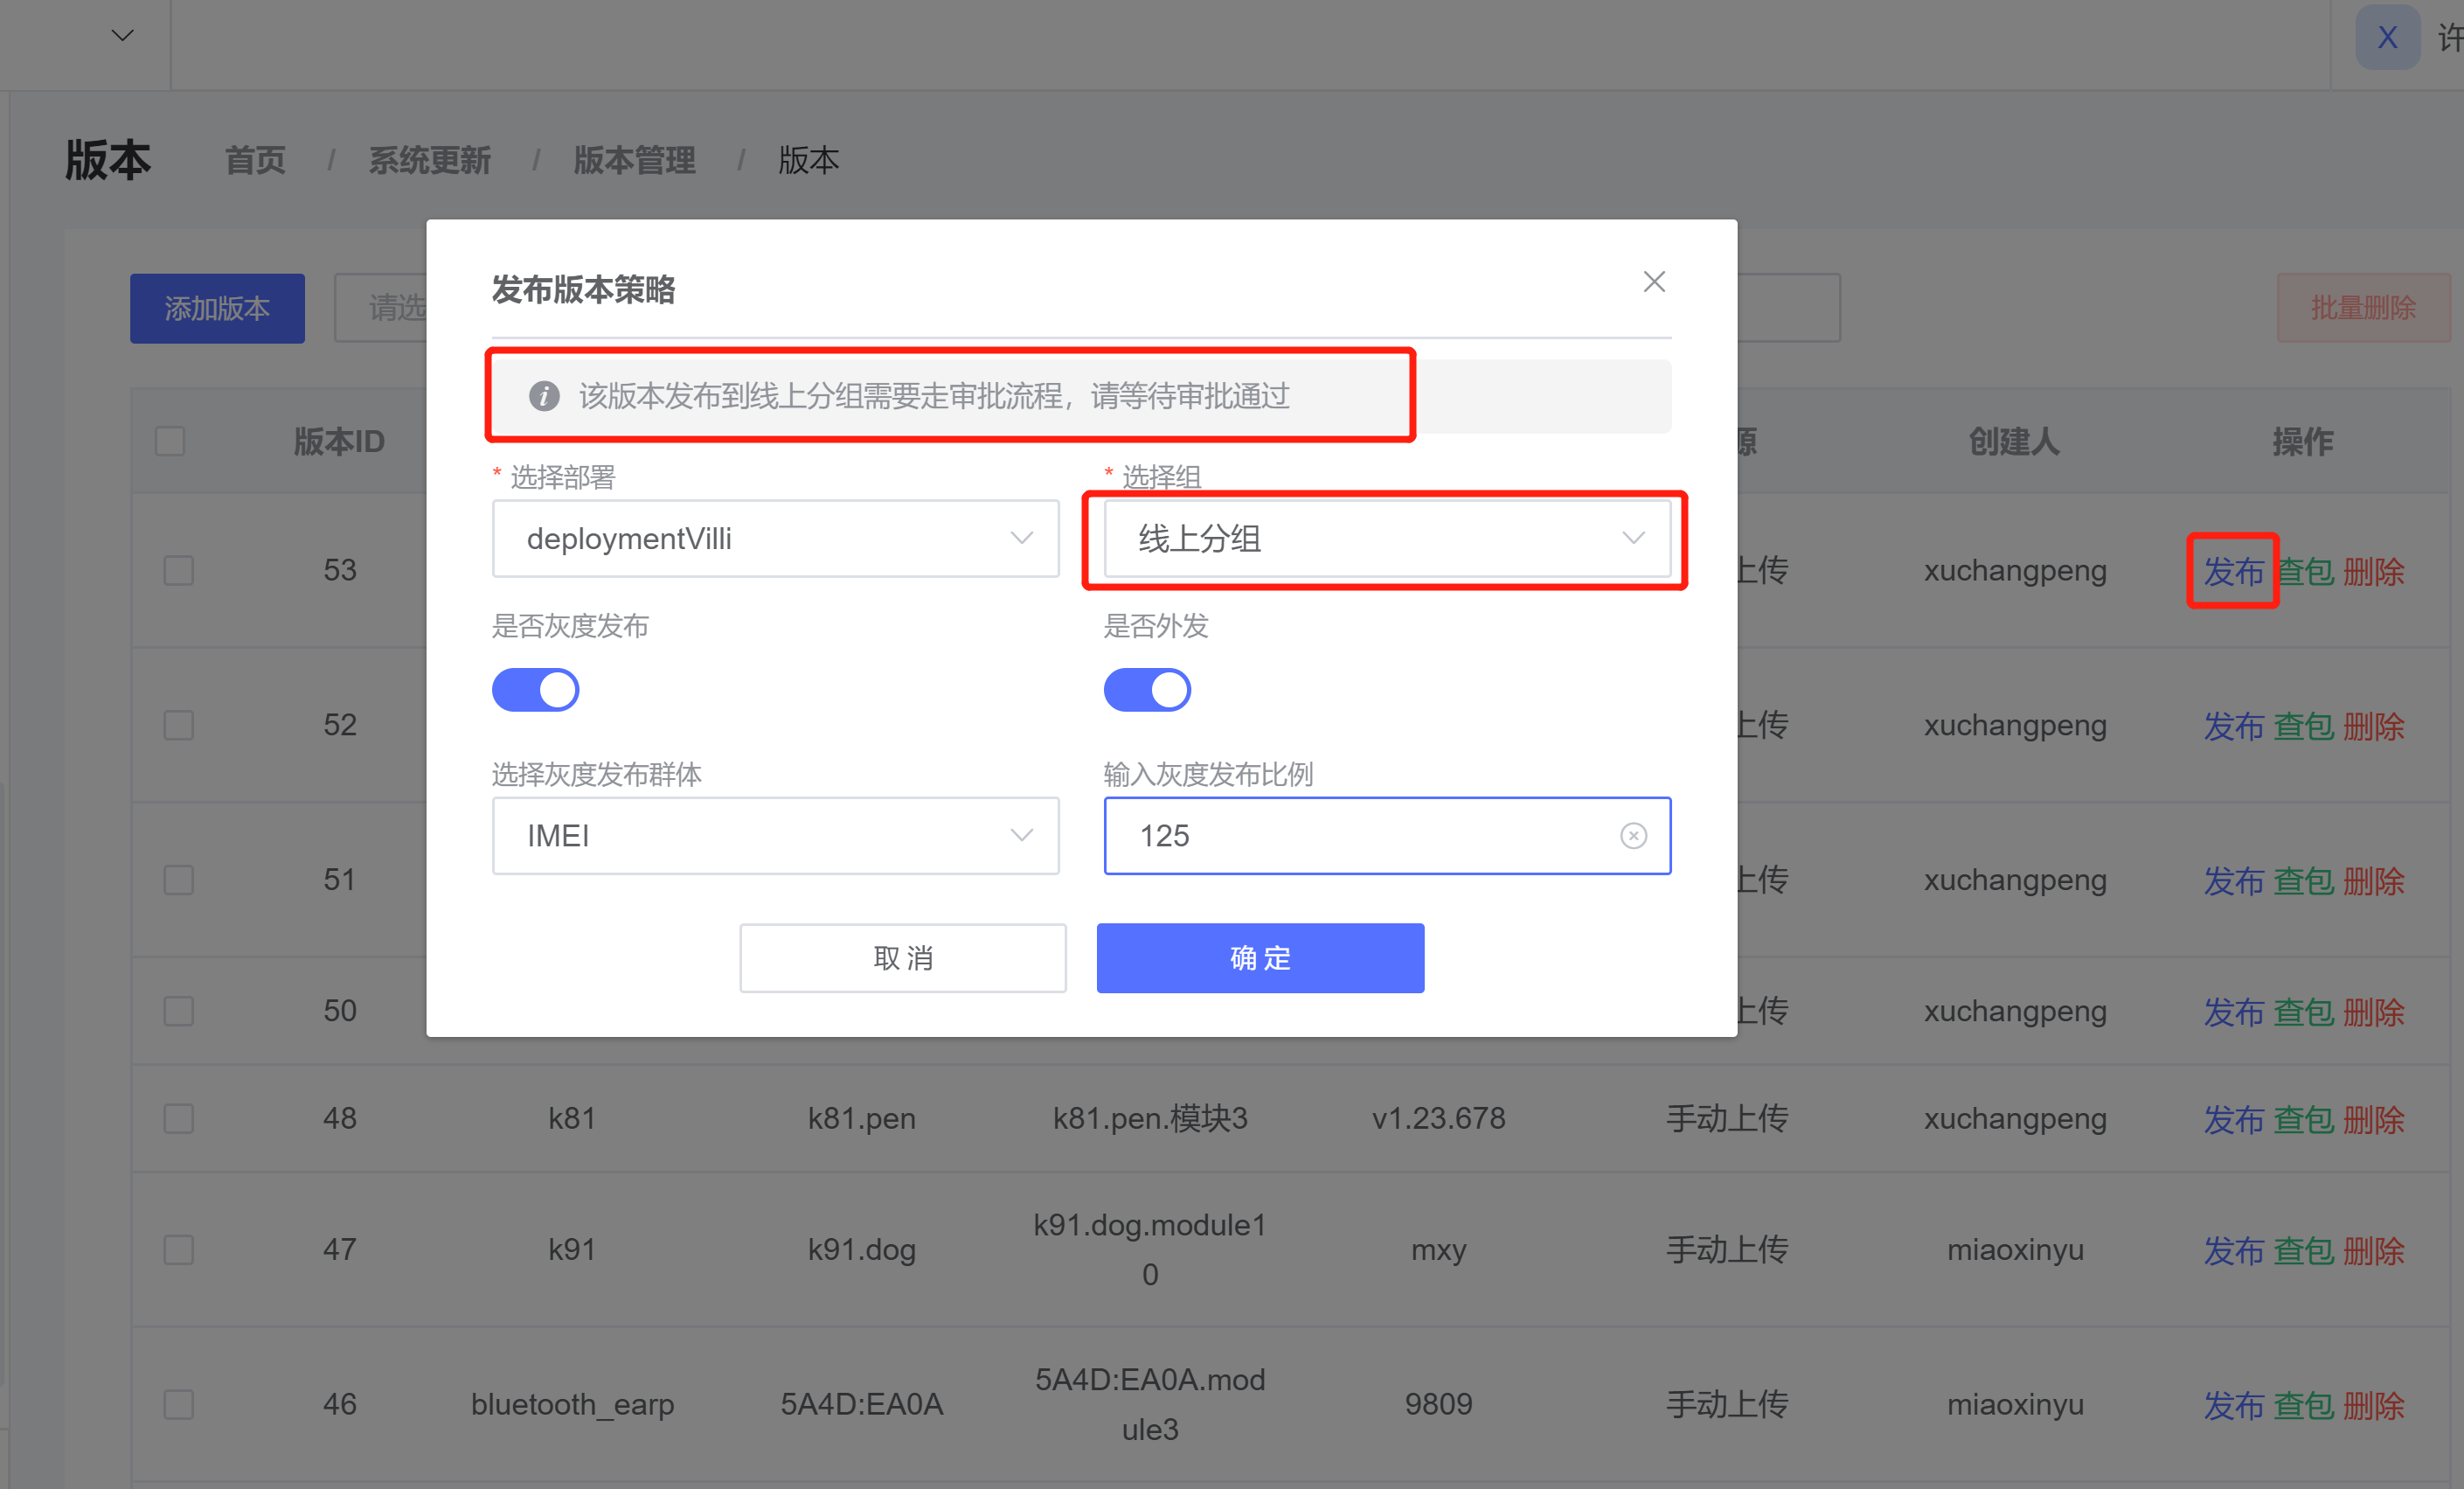 X 许
版本 首页 / 系统更新 / 版本管理 / 版本
添加版本 请选 批量删除
发布版本策略
该版本发布到线上分组需要走审批流程，请等待审批通过
* 选择部署 * 选择组
deploymentVilli 线上分组
是否灰度发布 是否外发
选择灰度发布群体 输入灰度发布比例
IMEI 125
取 消 确 定
版本ID 源 创建人 操作
53 上传 xuchangpeng 发布 查包 删除
52 上传 xuchangpeng 发布 查包 删除
51 上传 xuchangpeng 发布 查包 删除
50 上传 xuchangpeng 发布 查包 删除
48 k81 k81.pen k81.pen.模块3 v1.23.678 手动上传 xuchangpeng 发布 查包 删除
47 k91 k91.dog k91.dog.module1
0 mxy 手动上传 miaoxinyu 发布 查包 删除
46 bluetooth_earp 5A4D:EA0A 5A4D:EA0A.mod
ule3 9809 手动上传 miaoxinyu 发布 查包 删除